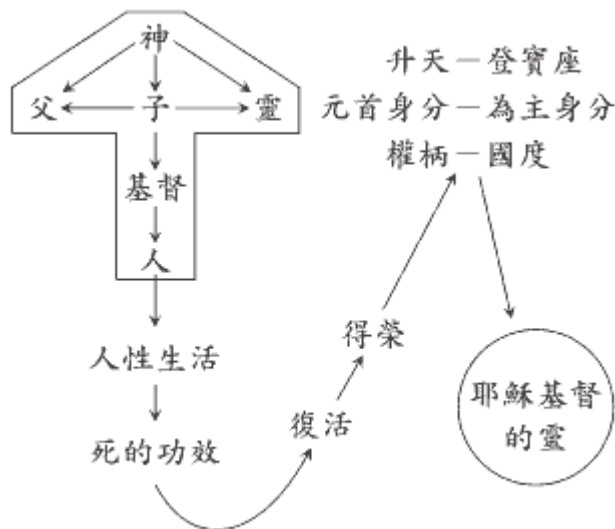 神
父 子 靈
基督
人
人性生活
死的功效
復活
得榮
升天－登寶座
元首身分－為主身分
權柄－國度
耶穌基督
的靈